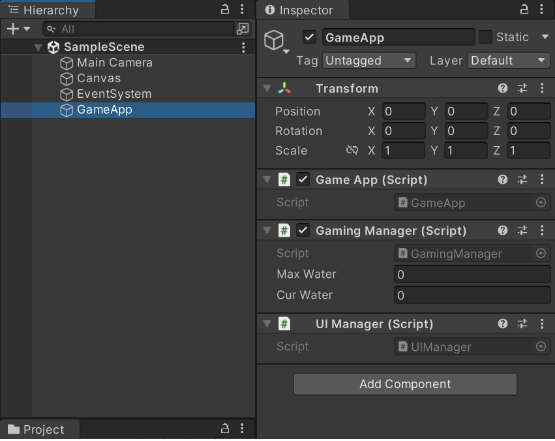 Hierarchy
All
SampleScene
Main Camera
Canvas
EventSystem
GameApp
Project
Inspector
GameApp
Static
Tag Untagged Layer Default
Transform
Position X 0 Y 0 Z 0
Rotation X 0 Y 0 Z 0
Scale X 1 Y 1 Z 1
# Game App (Script)
Script # GameApp
# Gaming Manager (Script)
Script # GamingManager
Max Water 0
Cur Water 0
# UI Manager (Script)
Script # UIManager
Add Component